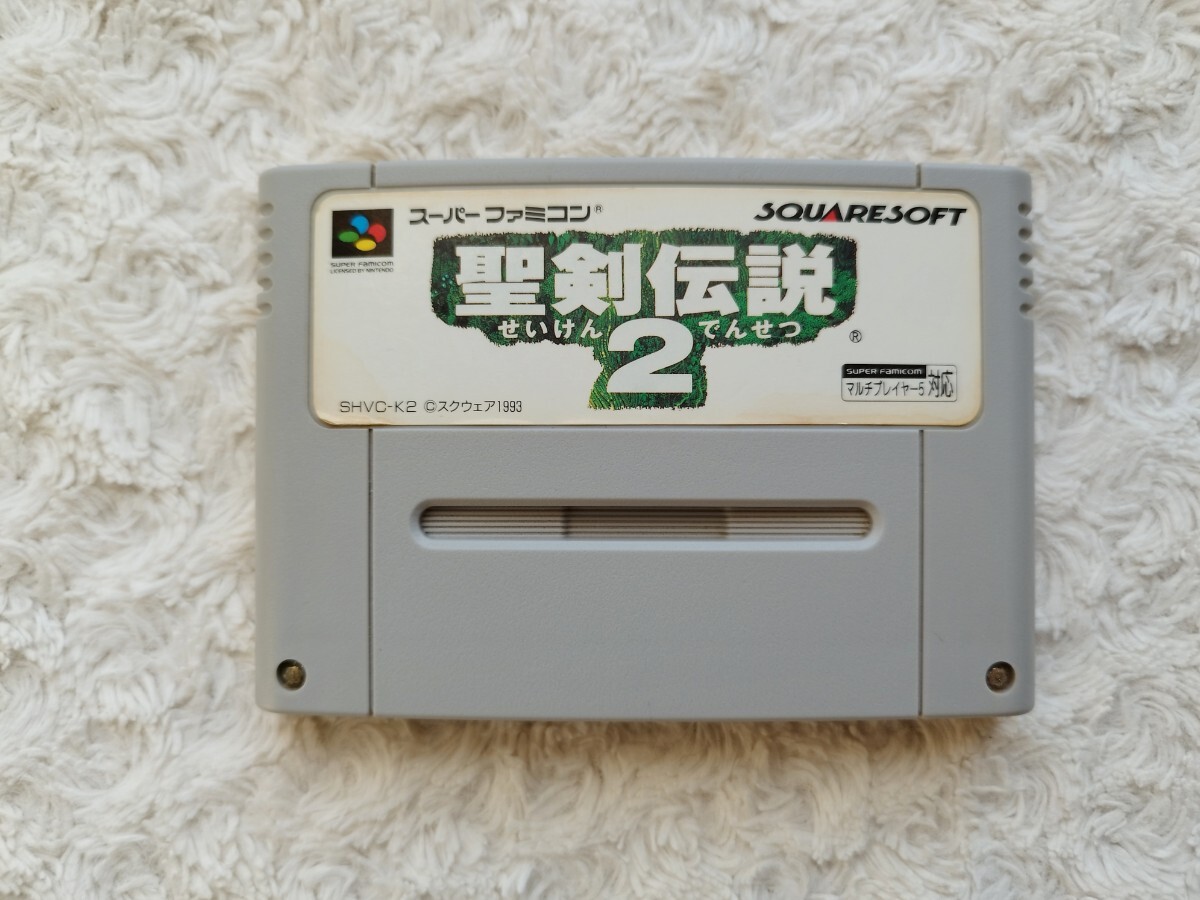 スーパーファミコン®
SQUARESOFT
SUPER FAMICOM
LICENSED BY NINTENDO
聖剣伝説
せいけん でんせつ
2
®
SUPER FAMICOM
マルチプレイヤー5 対応
SHVC-K2 ©スクウェア1993